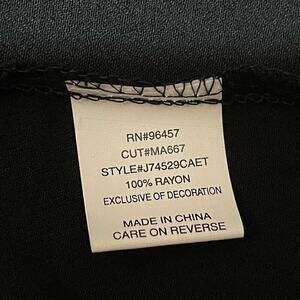 RN#96457
CUT#MA667
STYLE#J74529CAET
100% RAYON
EXCLUSIVE OF DECORATION
MADE IN CHINA
CARE ON REVERSE